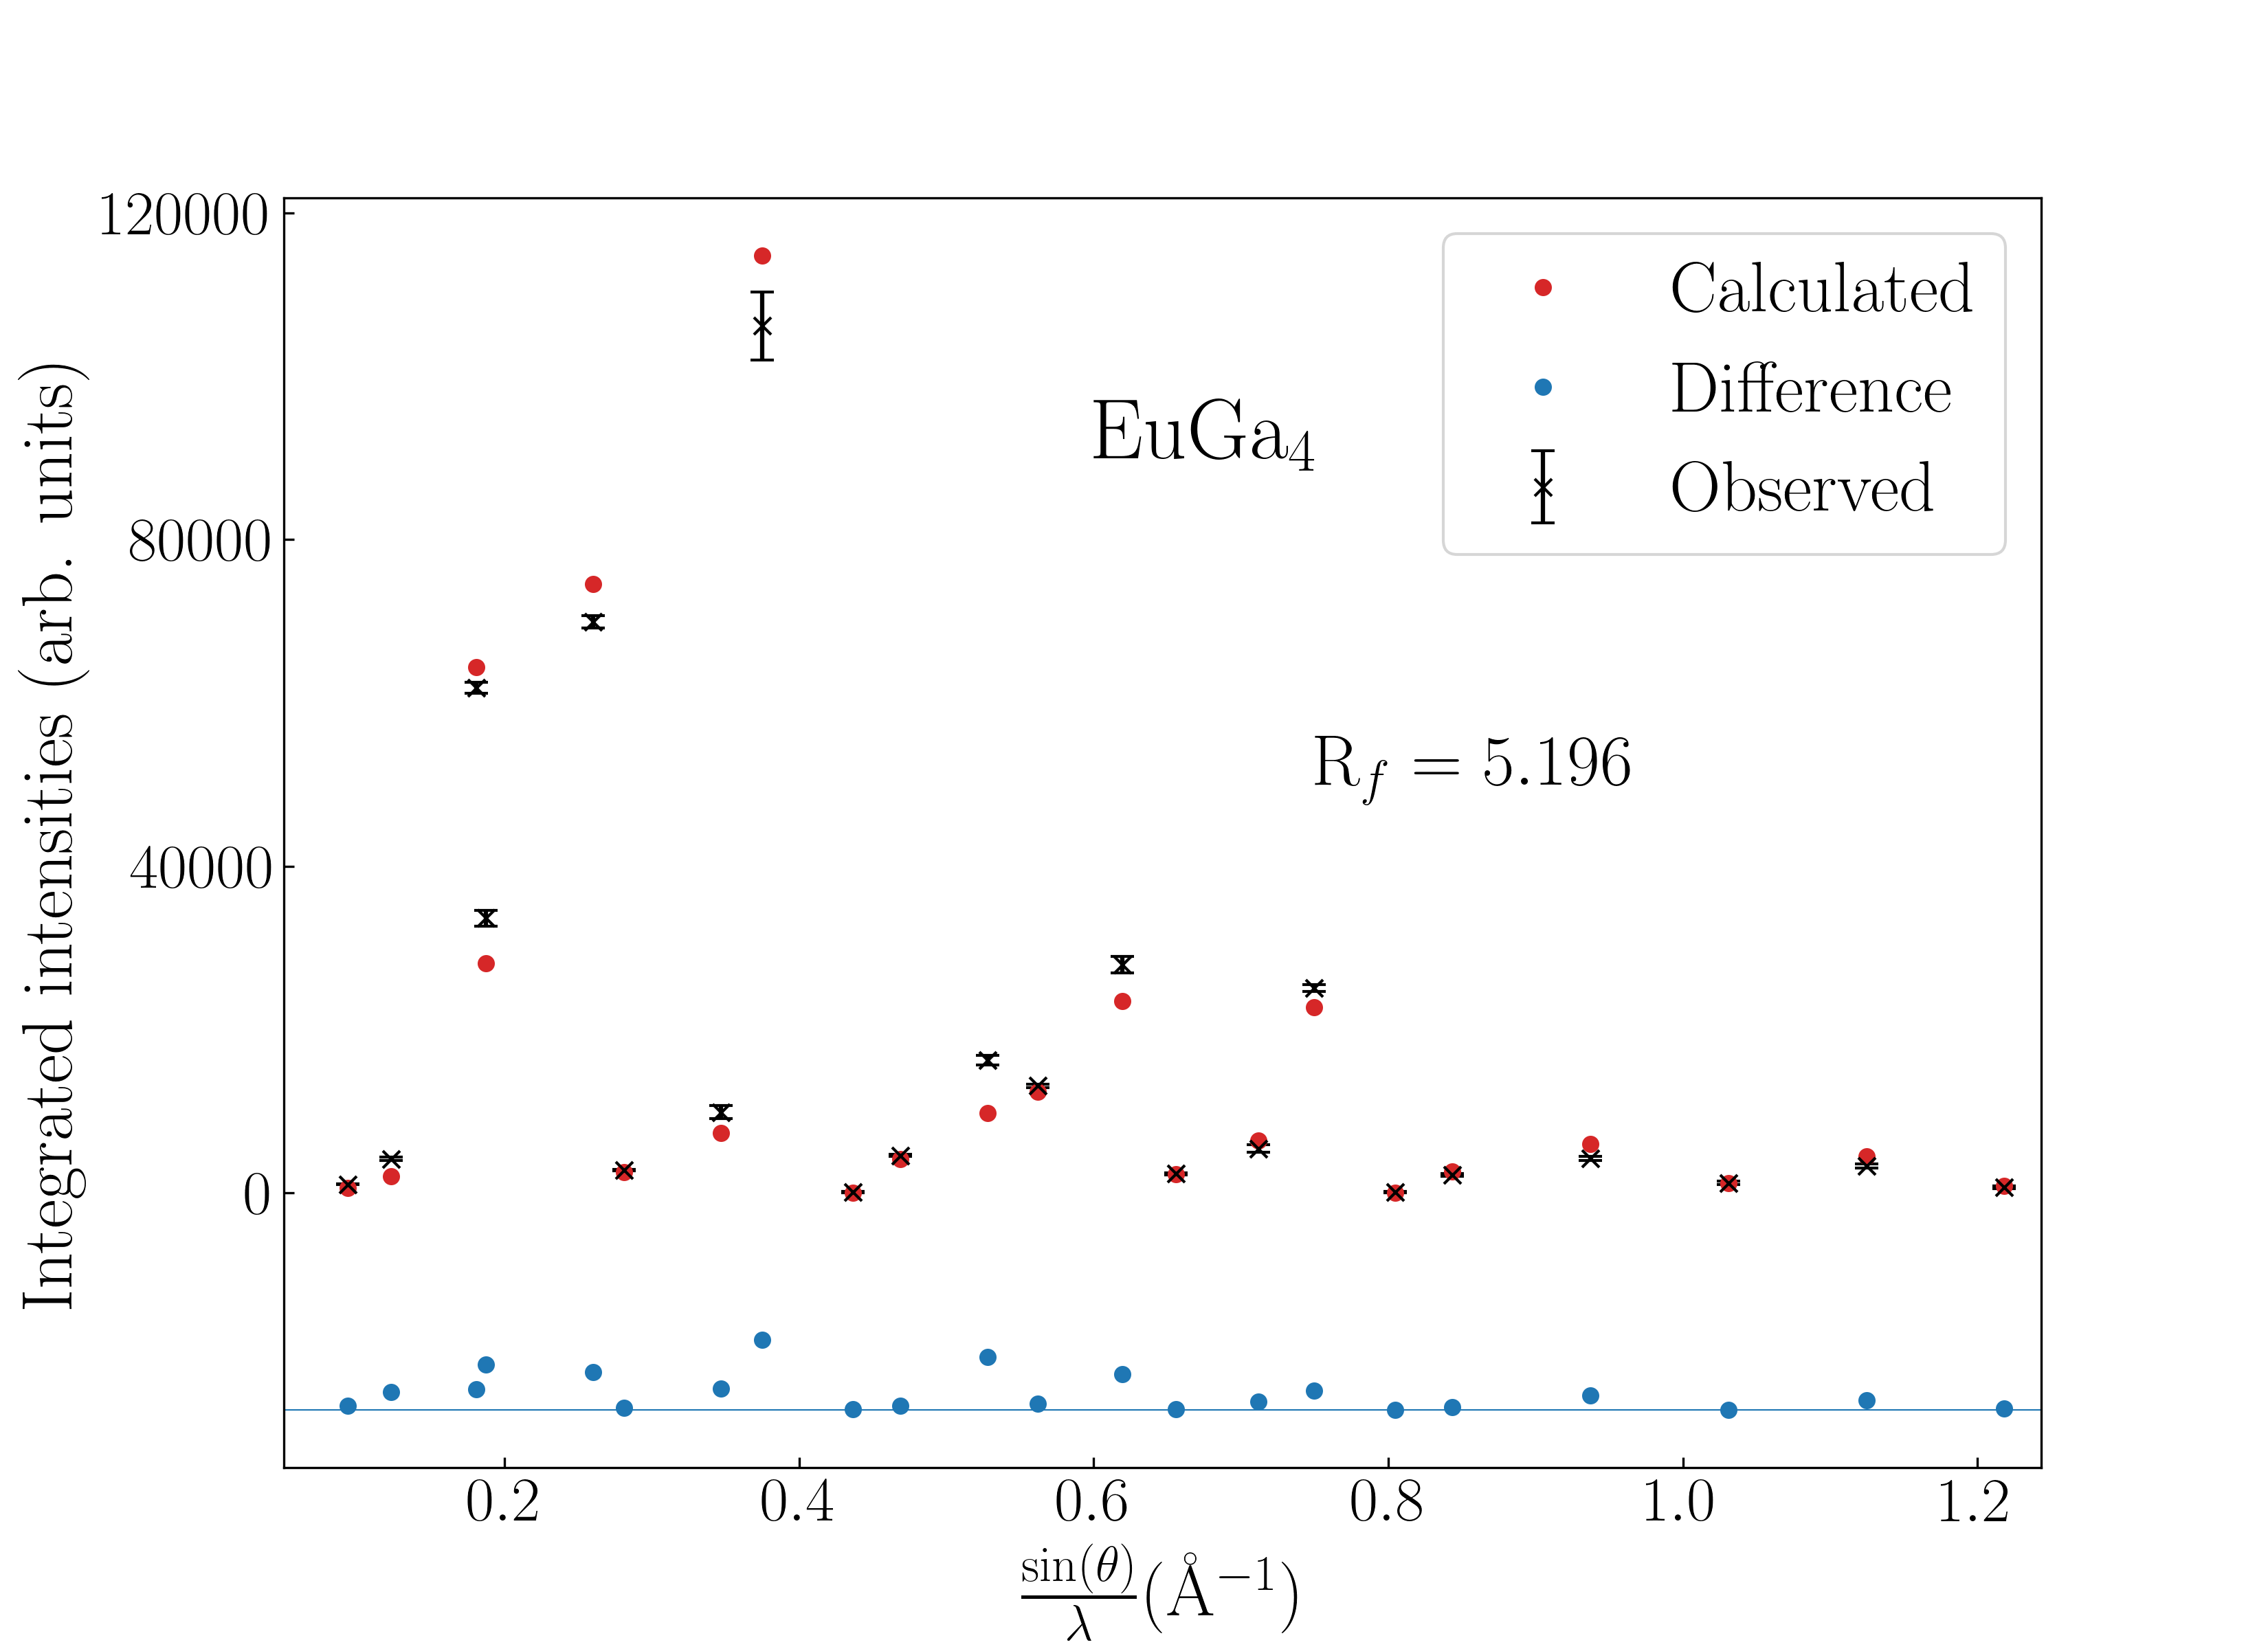 120000
80000
40000
0
Integrated intensities (arb. units)
Calculated
Difference
Observed
EuGa₄
R_f = 5.196
0.2 0.4 0.6 0.8 1.0 1.2
sin(θ)/λ (Å⁻¹)